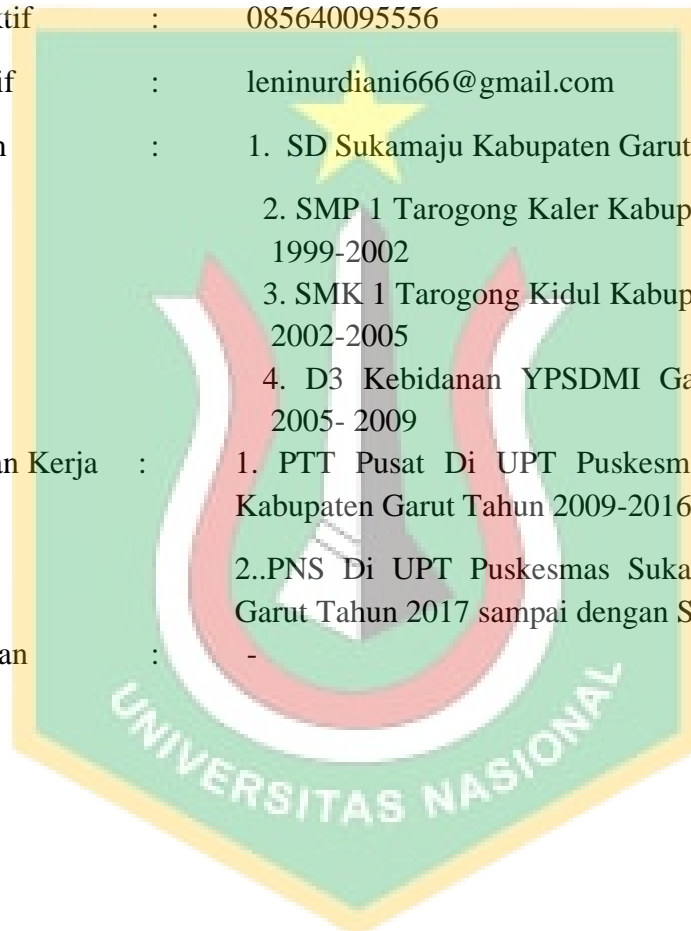 ktif : 085640095556
if : leninurdiani666@gmail.com
n : 1. SD Sukamaju Kabupaten Garut
2. SMP 1 Tarogong Kaler Kabup
1999-2002
3. SMK 1 Tarogong Kidul Kabup
2002-2005
4. D3 Kebidanan YPSDMI Ga
2005- 2009
an Kerja : 1. PTT Pusat Di UPT Puskesm
Kabupaten Garut Tahun 2009-2016
2..PNS Di UPT Puskesmas Suka
Garut Tahun 2017 sampai dengan S
an : -
UNIVERSITAS NASIONAL